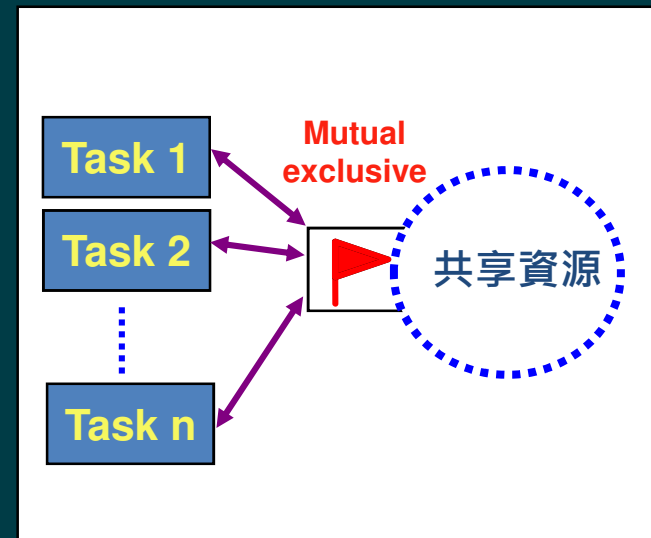 Mutual
exclusive
Task 1
Task 2
共享資源
Task n